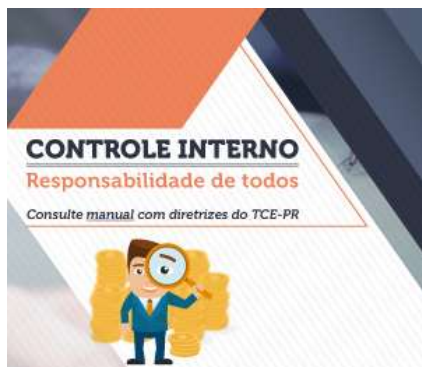 CONTROLE INTERNO
Responsabilidade de todos
Consulte manual com diretrizes do TCE-PR